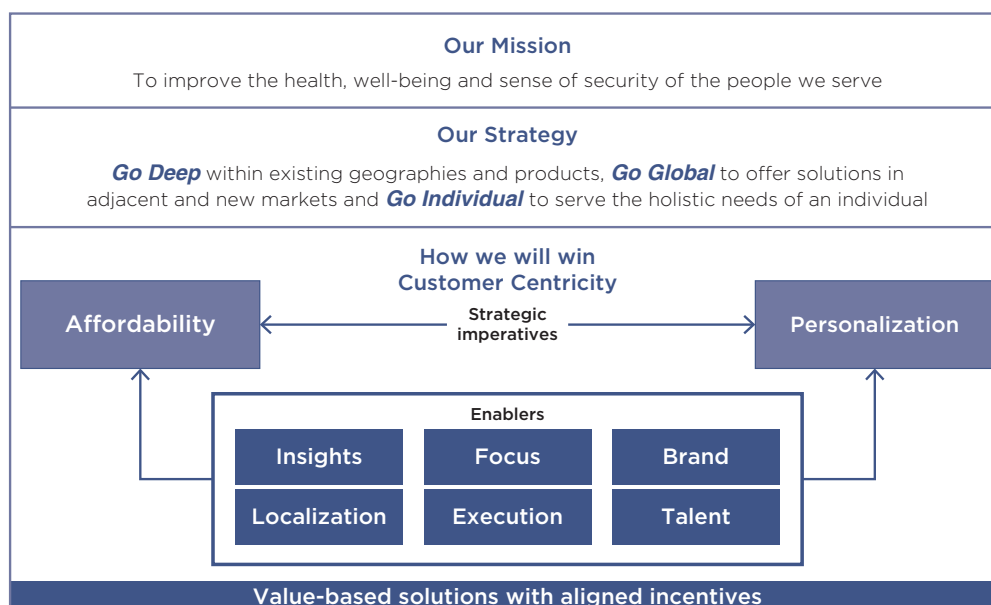 Our Mission
To improve the health, well-being and sense of security of the people we serve
Our Strategy
Go Deep within existing geographies and products, Go Global to offer solutions in
adjacent and new markets and Go Individual to serve the holistic needs of an individual
How we will win
Customer Centricity
Affordability
Strategic
imperatives
Personalization
Enablers
Insights
Focus
Brand
Localization
Execution
Talent
Value-based solutions with aligned incentives